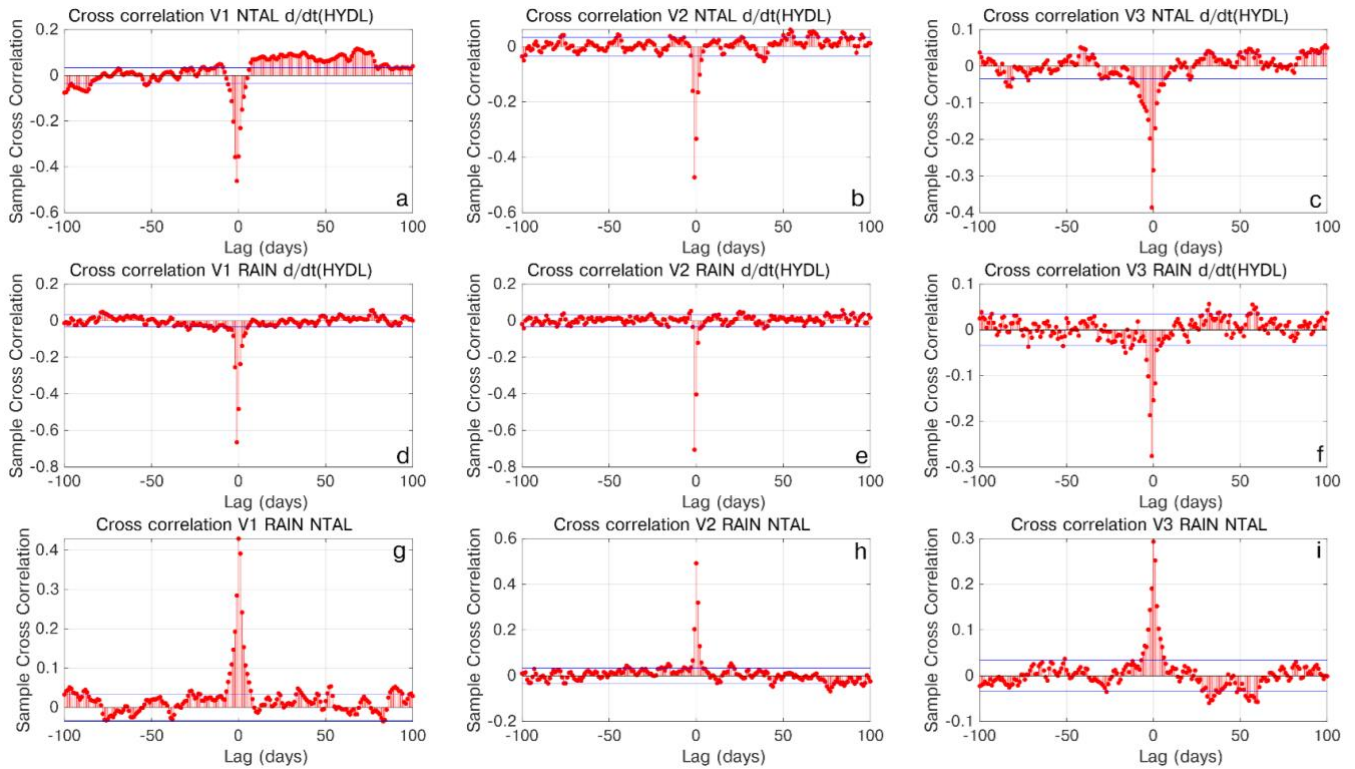 Cross correlation V1 NTAL d/dt(HYDL)
Sample Cross Correlation
0.2
0
-0.2
-0.4
-0.6
-100 -50 0 50 100
Lag (days)
a
Cross correlation V2 NTAL d/dt(HYDL)
Sample Cross Correlation
0
-0.2
-0.4
-0.6
-100 -50 0 50 100
Lag (days)
b
Cross correlation V3 NTAL d/dt(HYDL)
Sample Cross Correlation
0.1
0
-0.1
-0.2
-0.3
-0.4
-100 -50 0 50 100
Lag (days)
c
Cross correlation V1 RAIN d/dt(HYDL)
Sample Cross Correlation
0.2
0
-0.2
-0.4
-0.6
-0.8
-100 -50 0 50 100
Lag (days)
d
Cross correlation V2 RAIN d/dt(HYDL)
Sample Cross Correlation
0.2
0
-0.2
-0.4
-0.6
-0.8
-100 -50 0 50 100
Lag (days)
e
Cross correlation V3 RAIN d/dt(HYDL)
Sample Cross Correlation
0.1
0
-0.1
-0.2
-0.3
-100 -50 0 50 100
Lag (days)
f
Cross correlation V1 RAIN NTAL
Sample Cross Correlation
0.4
0.3
0.2
0.1
0
-100 -50 0 50 100
Lag (days)
g
Cross correlation V2 RAIN NTAL
Sample Cross Correlation
0.6
0.4
0.2
0
-0.2
-100 -50 0 50 100
Lag (days)
h
Cross correlation V3 RAIN NTAL
Sample Cross Correlation
0.3
0.2
0.1
0
-0.1
-100 -50 0 50 100
Lag (days)
i